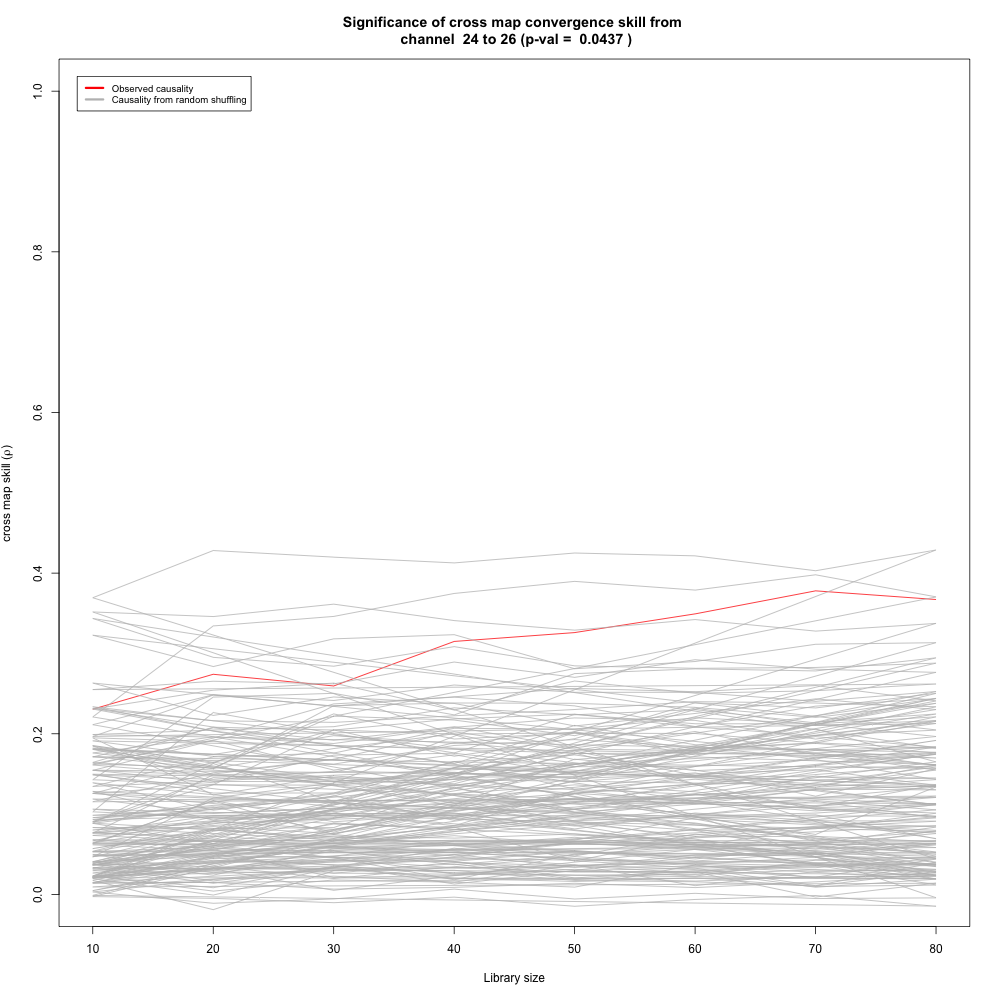 Significance of cross map convergence skill from
channel  24 to 26 (p-val =  0.0437 )
Observed causality
Causality from random shuffling
cross map skill (ρ)
1.0
0.8
0.6
0.4
0.2
0.0
10 20 30 40 50 60 70 80
Library size